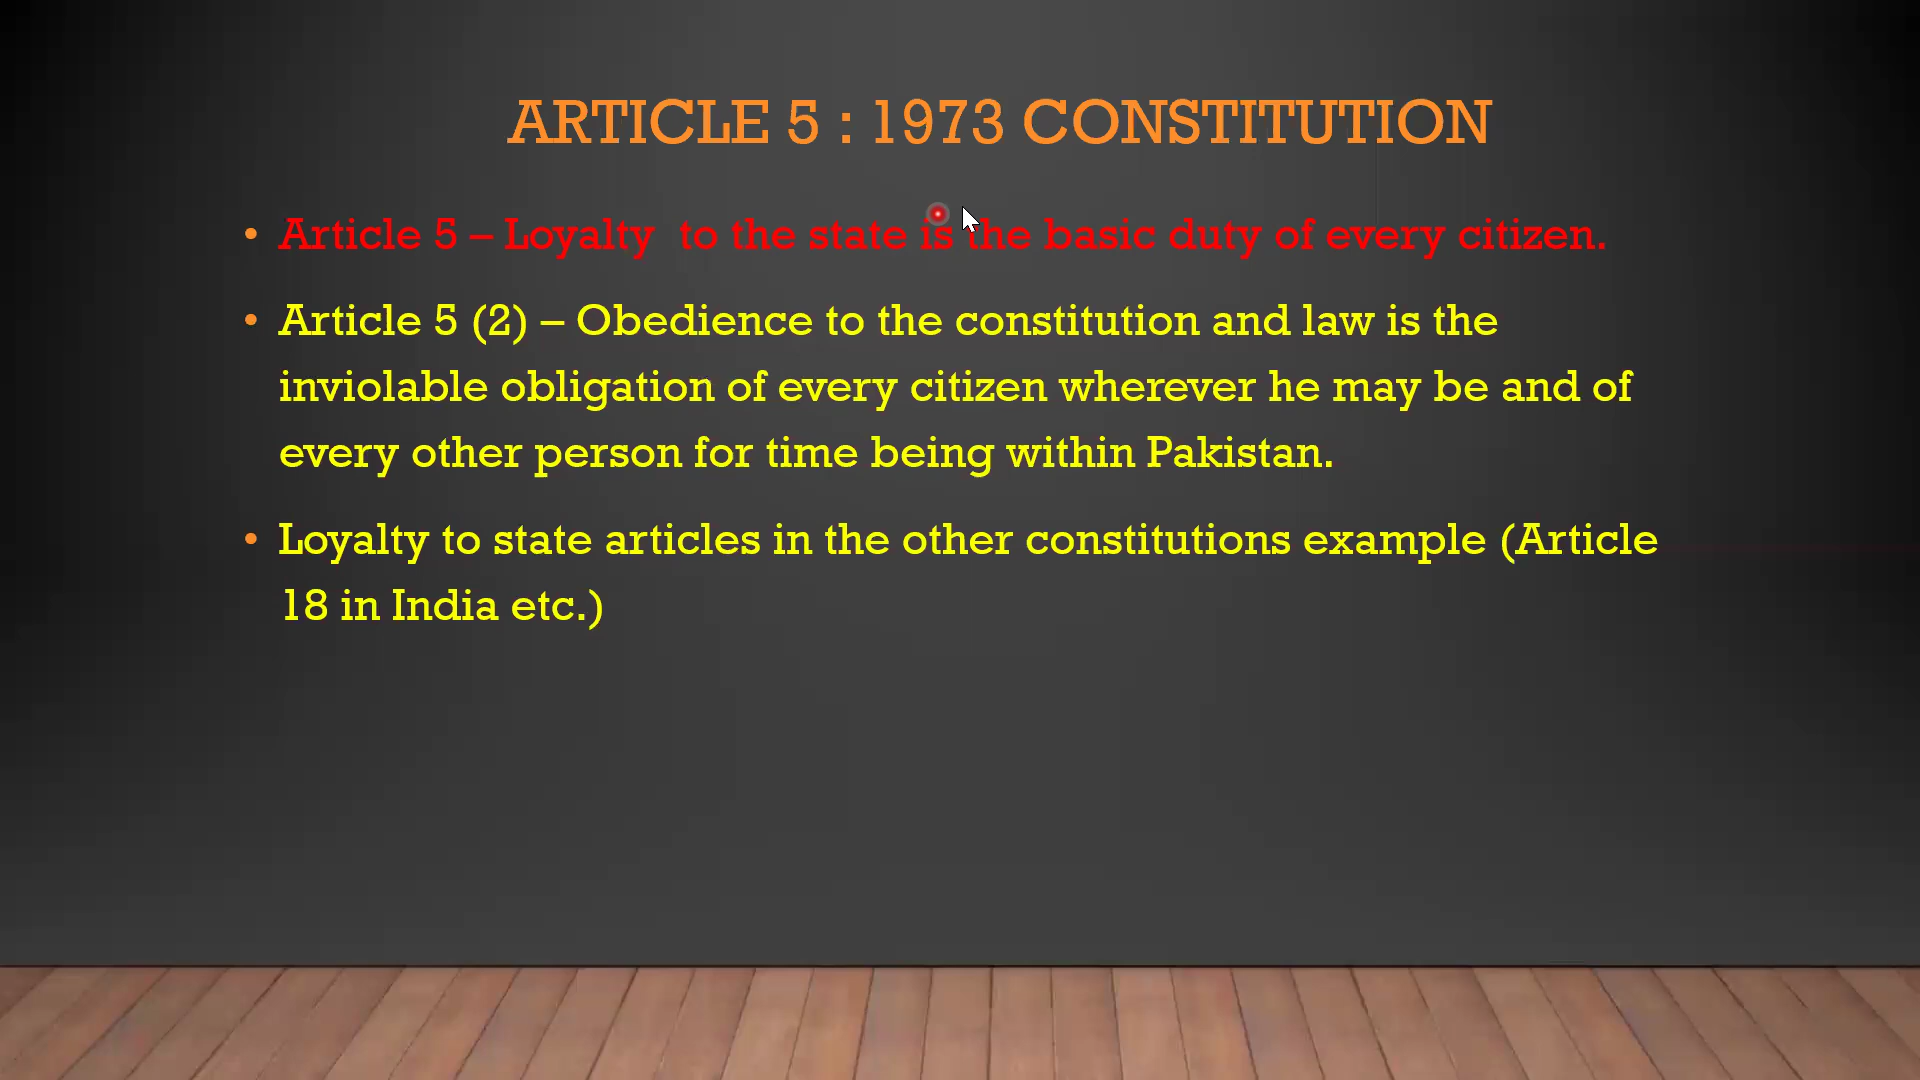 ARTICLE 5 : 1973 CONSTITUTION
• Article 5 – Loyalty to the state is the basic duty of every citizen.
• Article 5 (2) – Obedience to the constitution and law is the
inviolable obligation of every citizen wherever he may be and of
every other person for time being within Pakistan.
• Loyalty to state articles in the other constitutions example (Article
18 in India etc.)